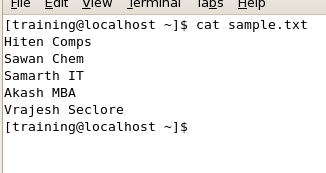 File Edit View Terminal Tabs Help
[training@localhost ~]$ cat sample.txt
Hiten Comps
Sawan Chem
Samarth IT
Akash MBA
Vrajesh Seclore
[training@localhost ~]$